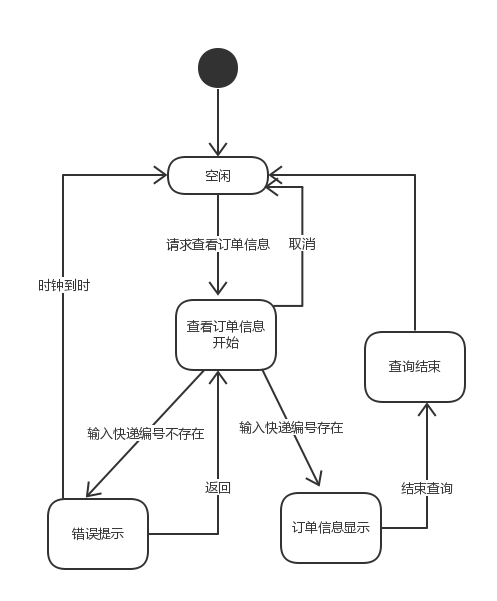 空闲
请求查看订单信息
取消
时钟到时
查看订单信息
开始
查询结束
输入快递编号不存在
输入快递编号存在
返回
结束查询
错误提示
订单信息显示